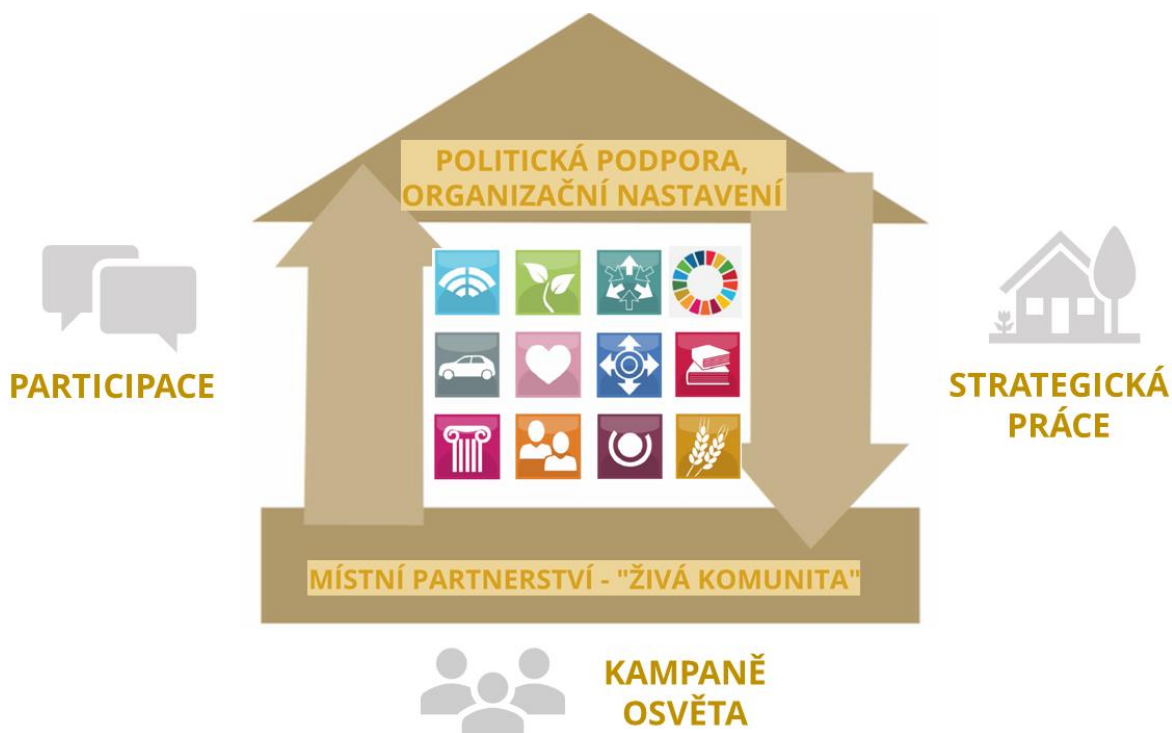 POLITICKÁ PODPORA,
ORGANIZAČNÍ NASTAVENÍ
PARTICIPACE
STRATEGICKÁ
PRÁCE
MÍSTNÍ PARTNERSTVÍ - "ŽIVÁ KOMUNITA"
KAMPANĚ
OSVĚTA